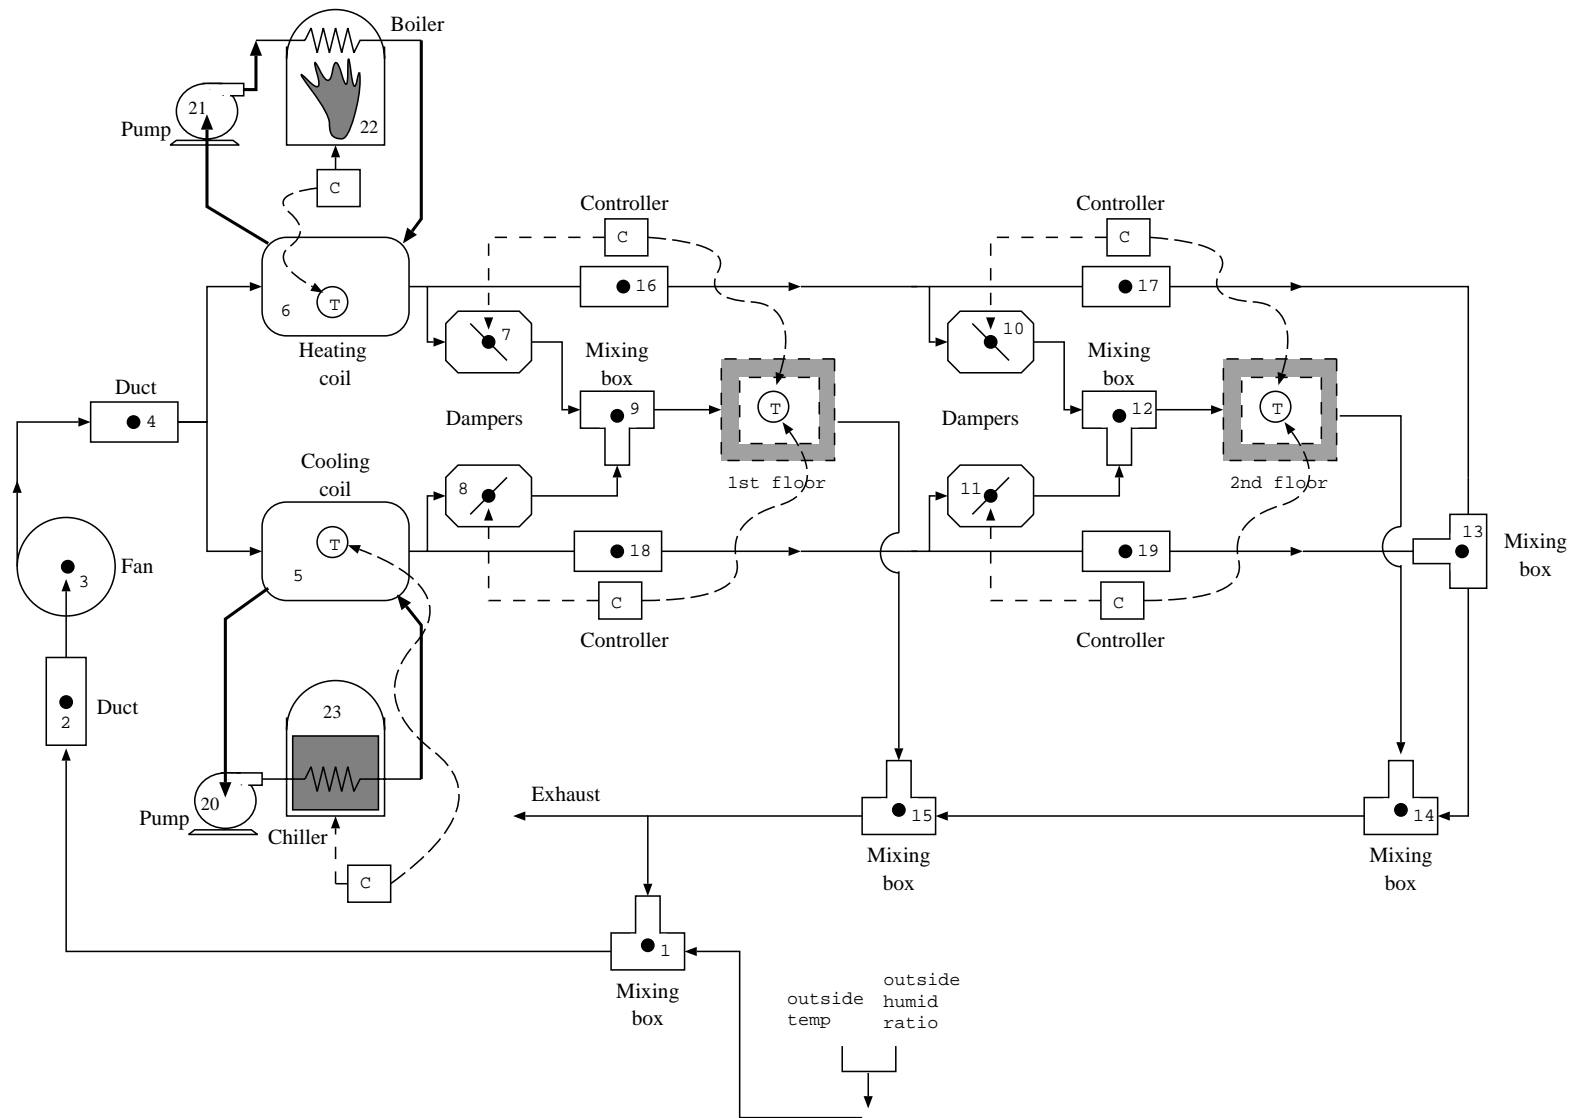 Boiler
21
22
Pump
C
Controller
C
Controller
C
16
17
6
T
7
10
Heating
coil
Mixing
box
Mixing
box
Duct
4
Dampers
9
T
Dampers
12
T
Cooling
coil
8
1st floor
11
2nd floor
T
5
18
19
13
Mixing
box
3
Fan
C
Controller
C
Controller
2
Duct
23
20
Pump
Chiller
Exhaust
15
14
Mixing
box
Mixing
box
C
1
Mixing
box
outside
temp
outside
humid
ratio